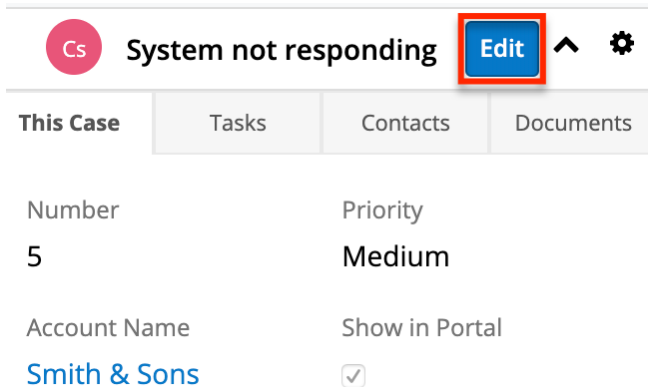 Cs System not responding Edit
This Case Tasks Contacts Documents
Number Priority
5 Medium
Account Name Show in Portal
Smith & Sons